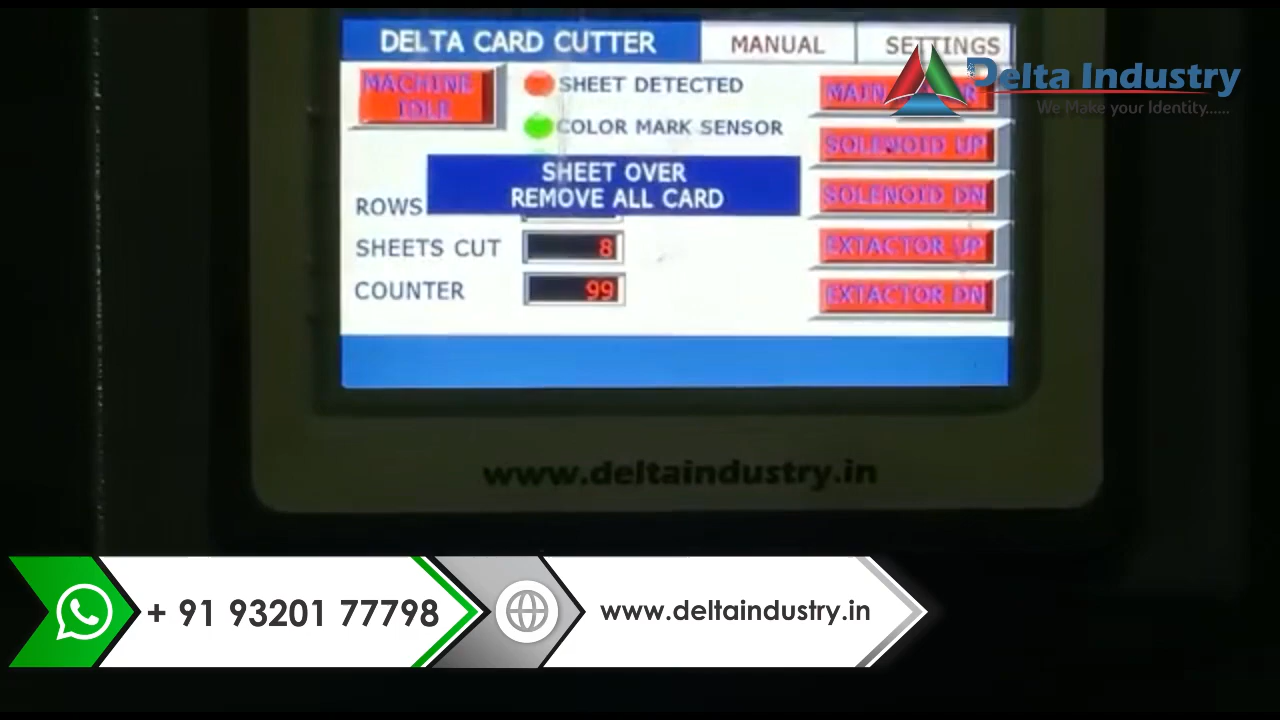 DELTA CARD CUTTER
MANUAL
SETTINGS
Delta Industry
We Make your Identity......
MACHINE
IDLE
SHEET DETECTED
COLOR MARK SENSOR
SHEET OVER
REMOVE ALL CARD
ROWS
SHEETS CUT
8
COUNTER
99
SOLENOID UP
SOLENOID DN
EXTACTOR UP
EXTACTOR DN
www.deltaindustry.in
+ 91 93201 77798
www.deltaindustry.in